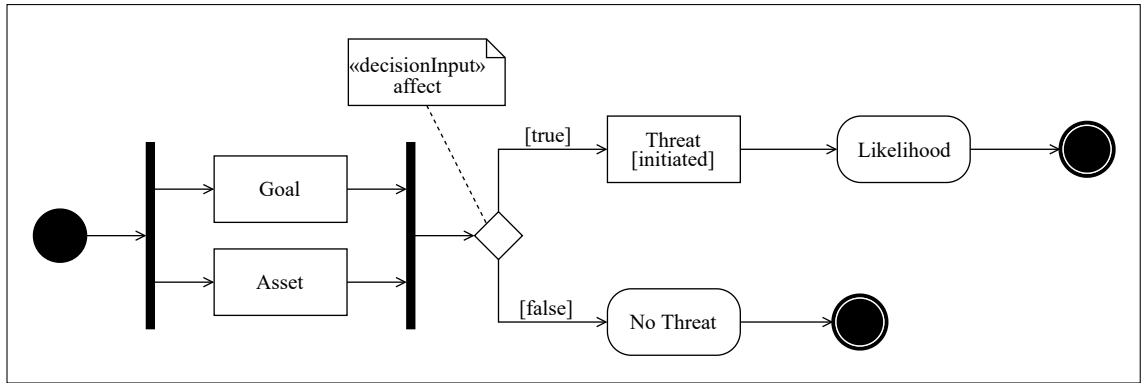 «decisionInput»
affect
[true]
Threat
[initiated]
Likelihood
Goal
Asset
[false]
No Threat